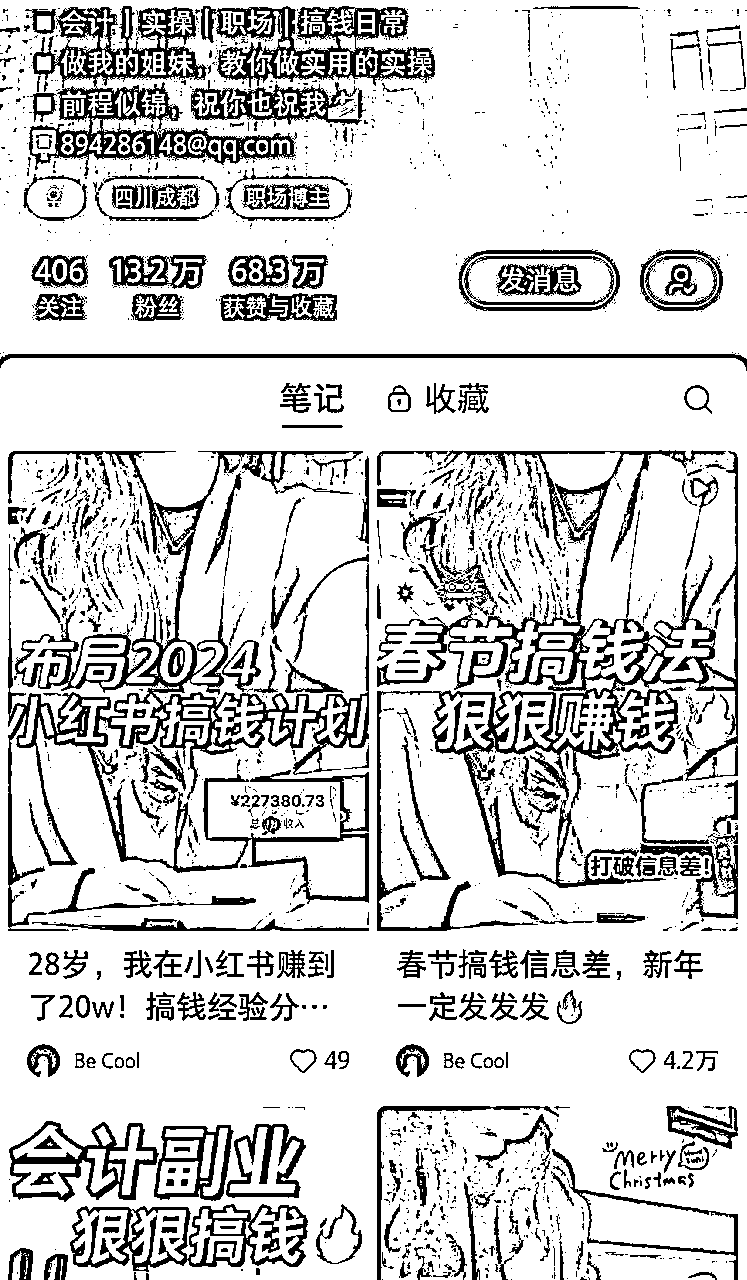 会计 | 实操 | 职场 | 搞钱日常
做我的姐妹，教你做实用的实操
前程似锦，祝你也祝我
894286148@qq.com
四川成都 职场博主
406 13.2万 68.3万
关注 粉丝 获赞与收藏
发消息
笔记 收藏
布局2024
小红书搞钱计划
¥227380.73
收入
春节搞钱法
狠狠赚钱
打破信息差!
28岁，我在小红书赚到
了20w！搞钱经验分…
Be Cool 49
春节搞钱信息差，新年
一定发发发🔥
Be Cool 4.2万
会计副业
狠狠搞钱🔥
Merry
Christmas